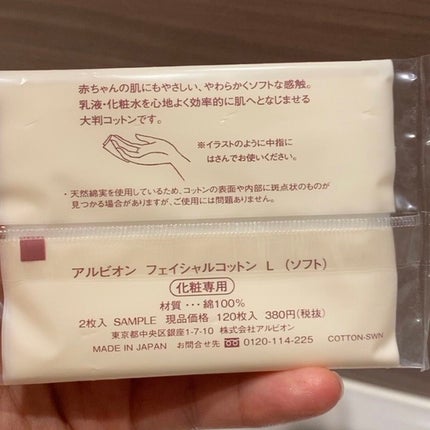 赤ちゃんの肌にもやさしい、やわらかくソフトな感触。
乳液・化粧水を心地よく効率的に肌へとなじませる
大判コットンです。
※イラストのように中指に
はさんでお使いください。
・天然綿実を使用しているため、コットンの表面や内部に斑点状のものが
見つかる場合がありますが、ご使用には問題ありません。
アルビオン フェイシャルコットン L (ソフト)
化粧専用
材質・・・綿100%
2枚入 SAMPLE 現品価格 120枚入 380円(税抜)
東京都中央区銀座1-7-10 株式会社アルビオン
MADE IN JAPAN お問合せ先 0120-114-225 COTTON-SWN